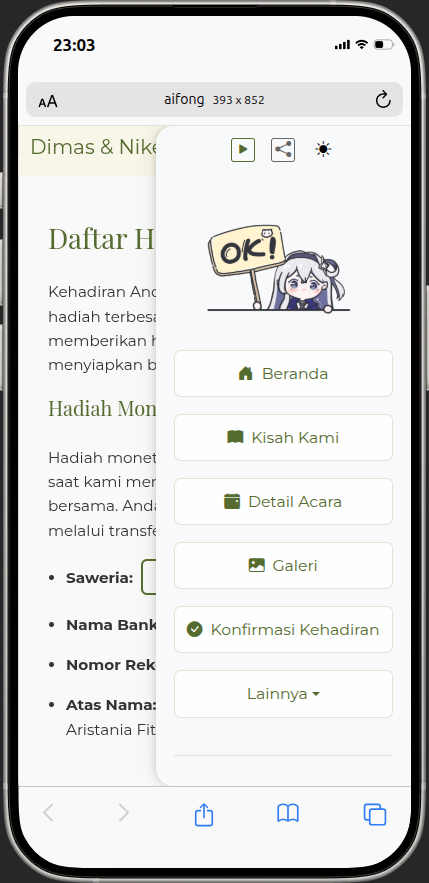 23:03
AA
aifong 393 x 852
Dimas & Nike
OK!
Daftar H
Kehadiran And
hadiah terbesa
memberikan h
menyiapkan b
Hadiah Mon
Hadiah monet
saat kami mer
bersama. Anda
melalui transfe
Saweria:
Nama Bank
Nomor Rek
Atas Nama:
Aristania Fit
Beranda
Kisah Kami
Detail Acara
Galeri
Konfirmasi Kehadiran
Lainnya